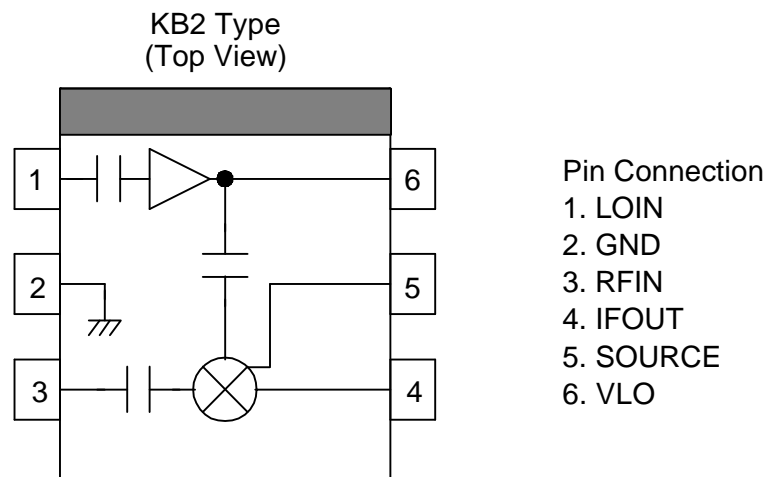 KB2 Type
(Top View)
1
6
2
5
3
4
Pin Connection
1. LOIN
2. GND
3. RFIN
4. IFOUT
5. SOURCE
6. VLO